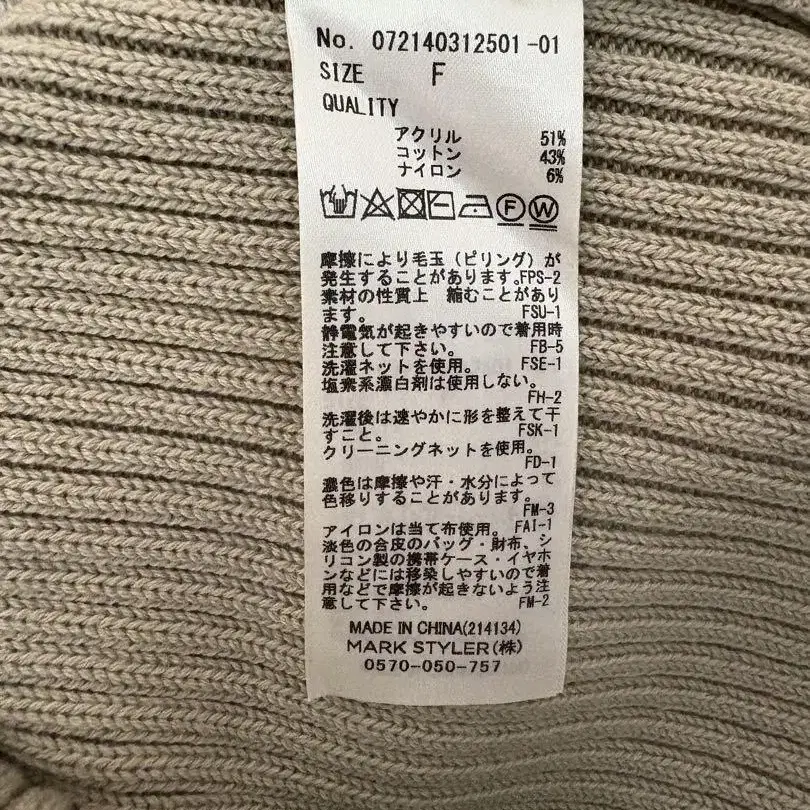 No. 072140312501-01
SIZE F
QUALITY
アクリル 51%
コットン 43%
ナイロン 6%
F W
摩擦により毛玉（ピリング）が
発生することがあります。FPS-2
素材の性質上　縮むことがあり
ます。 FSU-1
静電気が起きやすいので着用時
注意して下さい。 FB-5
洗濯ネットを使用。 FSE-1
塩素系漂白剤は使用しない。
FH-2
洗濯後は速やかに形を整えて干
すこと。 FSK-1
クリーニングネットを使用。
FD-1
濃色は摩擦や汗・水分によって
色移りすることがあります。
FM-3
アイロンは当て布使用。 FAI-1
淡色の合皮のバッグ・財布、シ
リコン製の携帯ケース・イヤホ
ンなどには移染しやすいので着
用などで摩擦が起きないよう注
意して下さい。 FM-2
MADE IN CHINA(214134)
MARK STYLER(株)
0570-050-757